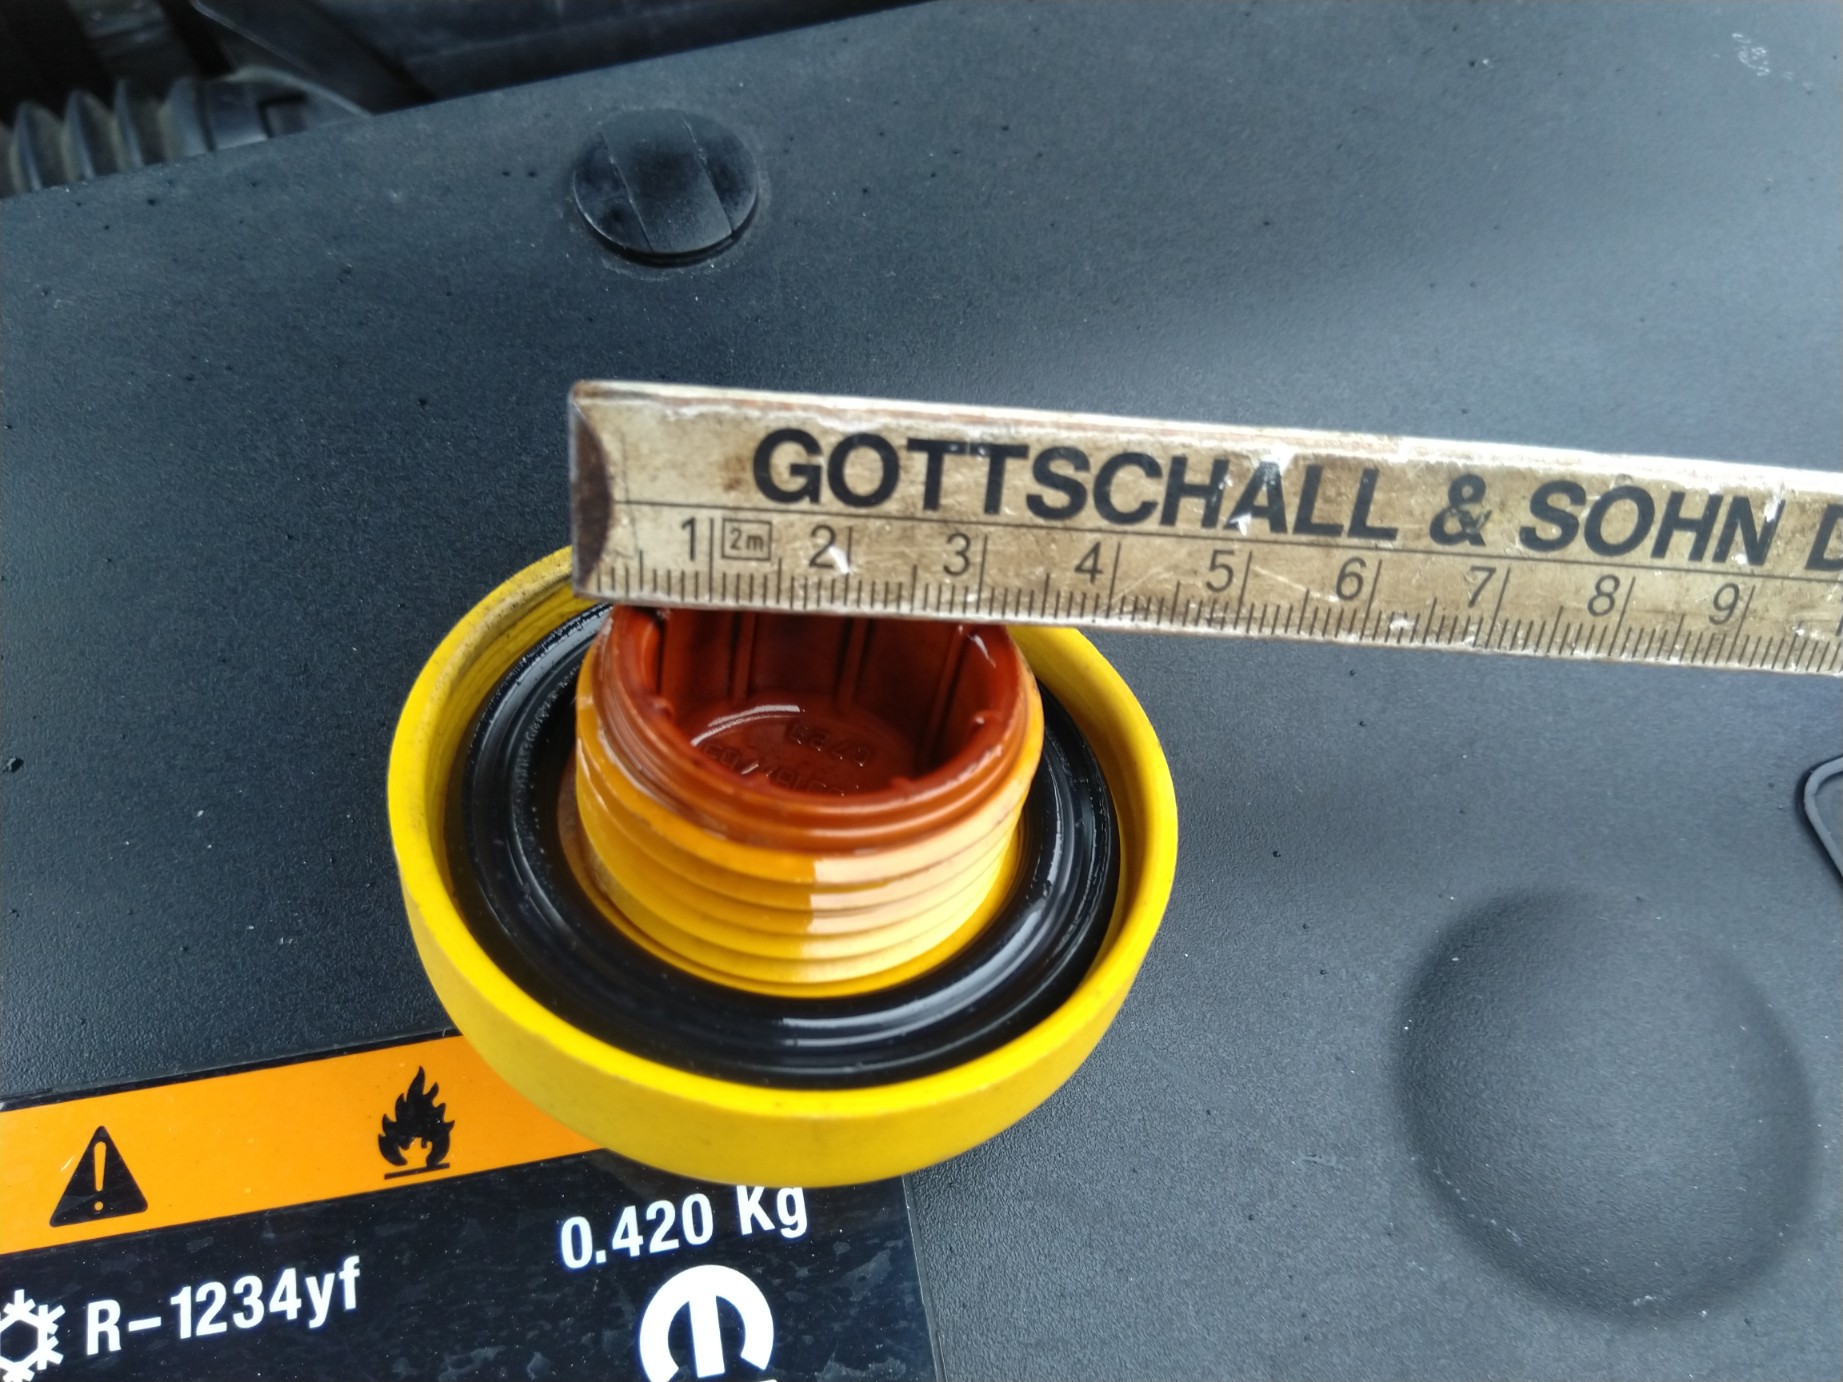 GOTTSCHALL & SOHN
1 2m 2 3 4 5 6 7 8 9
0.420 Kg
R-1234yf